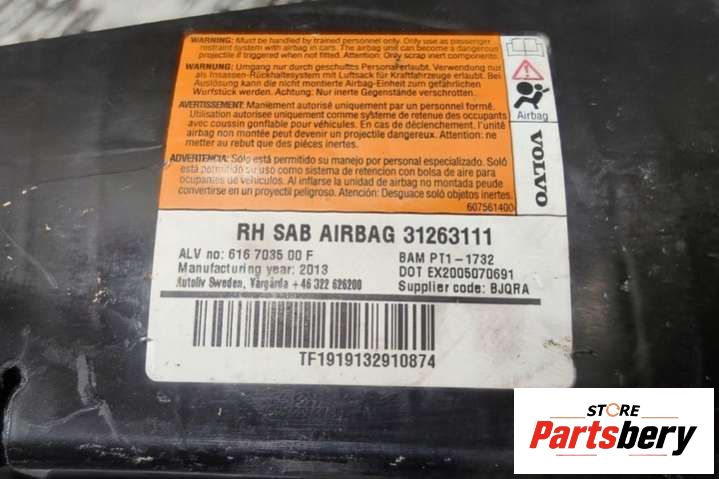 WARNING: Must be handled by trained personnel only. Only use as passenger
restraint system with airbag in cars. The airbag unit can become a dangerous
projectile if triggered when not fitted. Attention: Only scrap inert components.
WARNUNG: Umgang nur durch geschultes Personal erlaubt. Verwendung nur
als Insassen-Rückhaltesystem mit Luftsack für Kraftfahrzeuge erlaubt. Bei
Auslösung kann die nicht montierte Airbag-Einheit zum gefährlichen
Wurfstück werden. Achtung: Nur inerte Gegenstände verschrotten.
AVERTISSEMENT: Maniement autorisé uniquement par un personnel formé.
Utilisation autorisée uniquement comme système de retenue des occupants
avec coussin gonflable pour véhicules. En cas de déclenchement, l'unité
airbag non montée peut devenir un projectile dangereux. Attention: Ne
mettre au rebut que des pièces inertes.
ADVERTENCIA: Sólo está permitido su manejo por personal especializado. Solo
está permitido su uso como sistema de retencion con bolsa de aire para
ocupantes de vehículos. Al inflarse la unidad de airbag no montada puede
convertirse en un proyectil peligroso. Atención: Desguace solo objetos inertes.
607561400
Airbag
VOLVO
RH SAB AIRBAG 31263111
ALV no: 616 7035 00 F
Manufacturing year: 2013
Autoliv Sweden, Vårgårda +46 322 626200
BAM PT1-1732
DOT EX2005070691
Supplier code: BJQRA
TF1919132910874
STORE
Partsbery